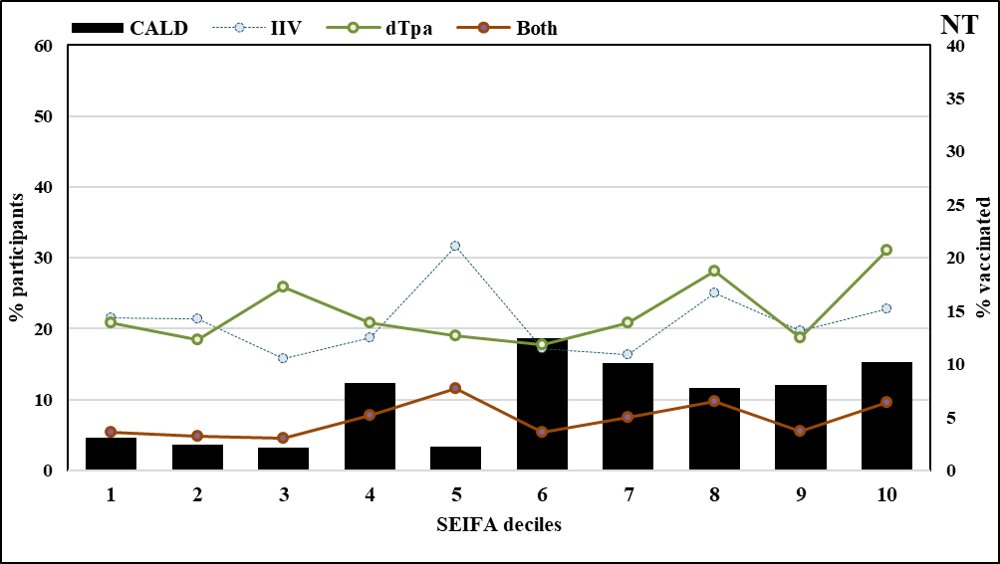 CALD IIV dTpa Both NT
60 40
35
50
30
40
25
30 20
15
20
10
10
5
0 0
% participants
% vaccinated
1 2 3 4 5 6 7 8 9 10
SEIFA deciles